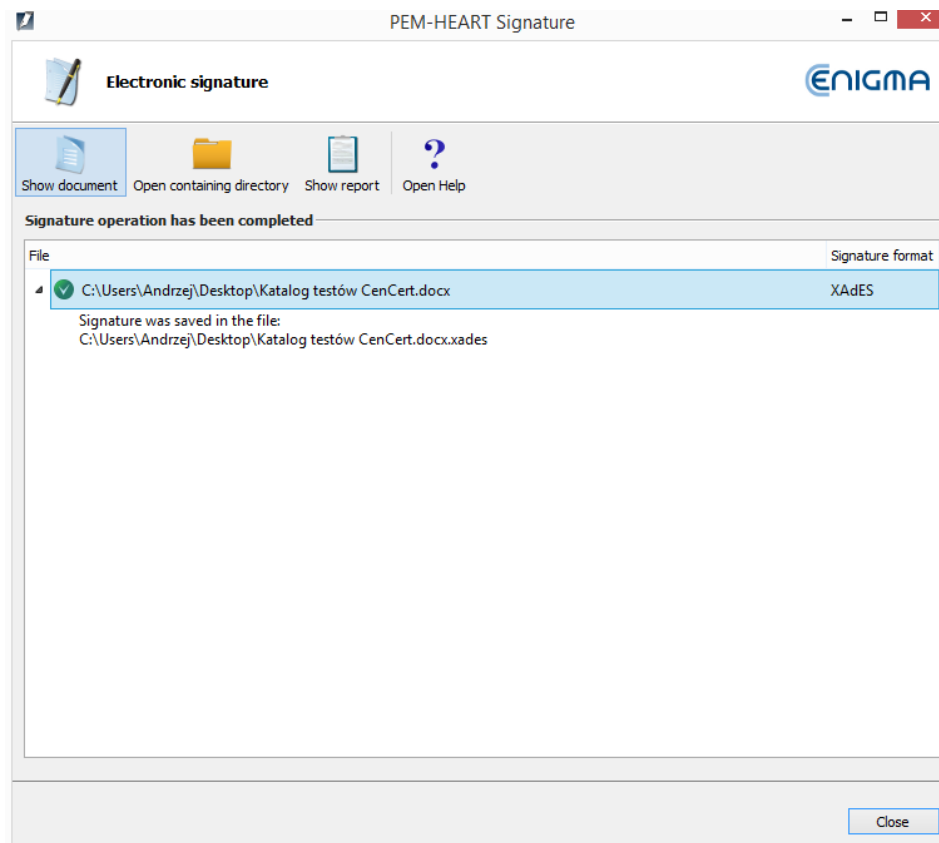 PEM-HEART Signature
Electronic signature
ENIGMA
Show document Open containing directory Show report Open Help
Signature operation has been completed
File Signature format
C:\Users\Andrzej\Desktop\Katalog testów CenCert.docx XAdES
Signature was saved in the file:
C:\Users\Andrzej\Desktop\Katalog testów CenCert.docx.xades
Close